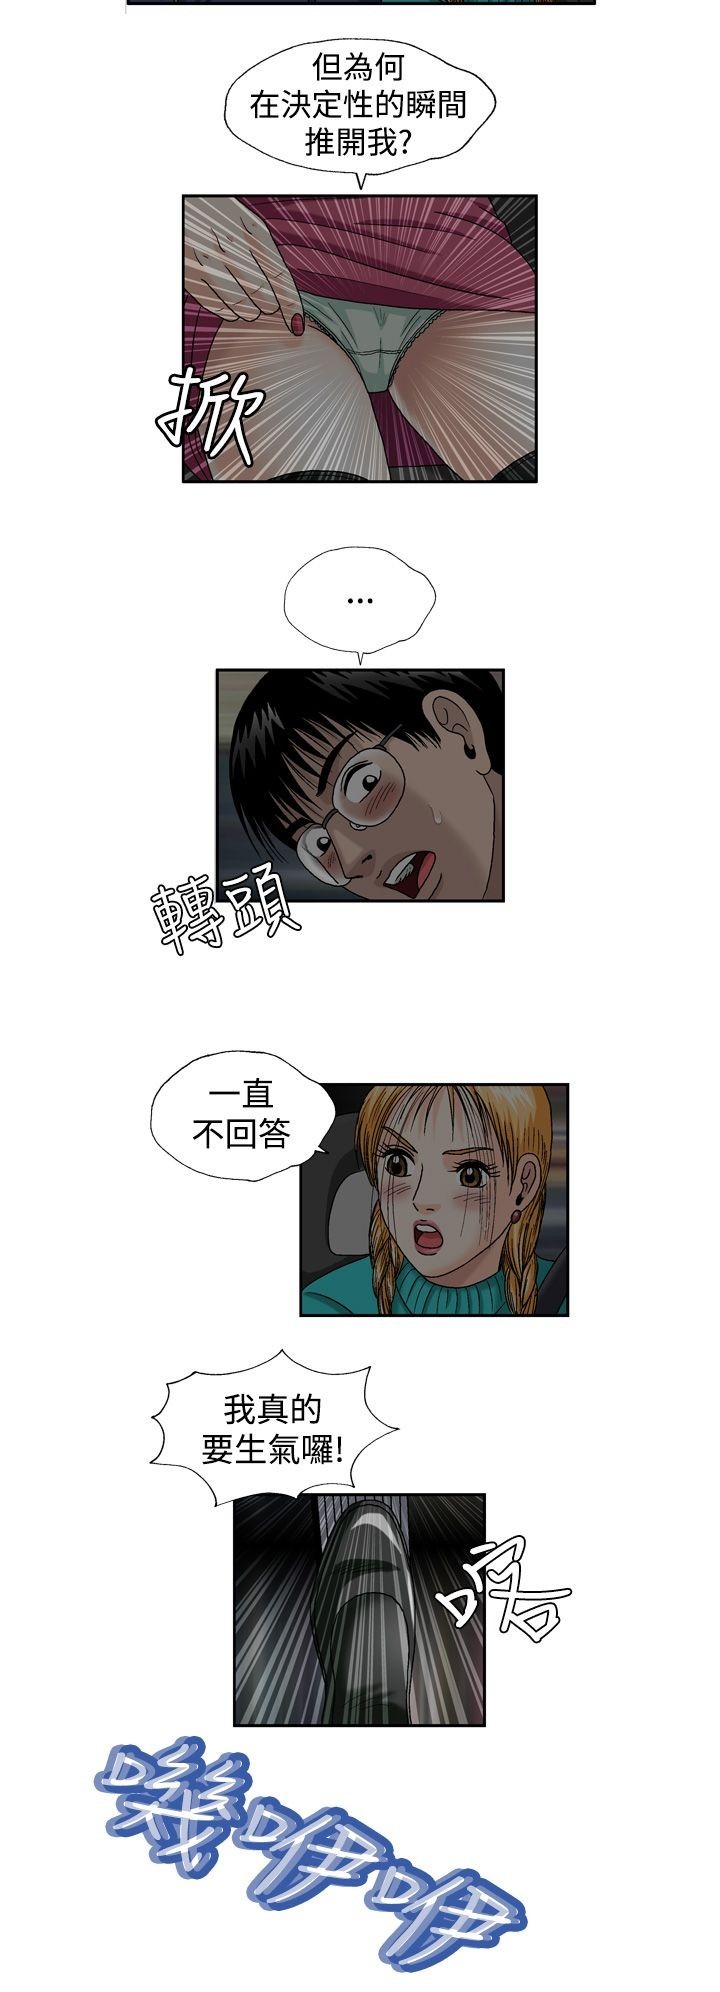 但為何
在決定性的瞬間
推開我?
掀
...
轉頭
一直
不回答
我真的
要生氣囉!
喀
嘰咿咿